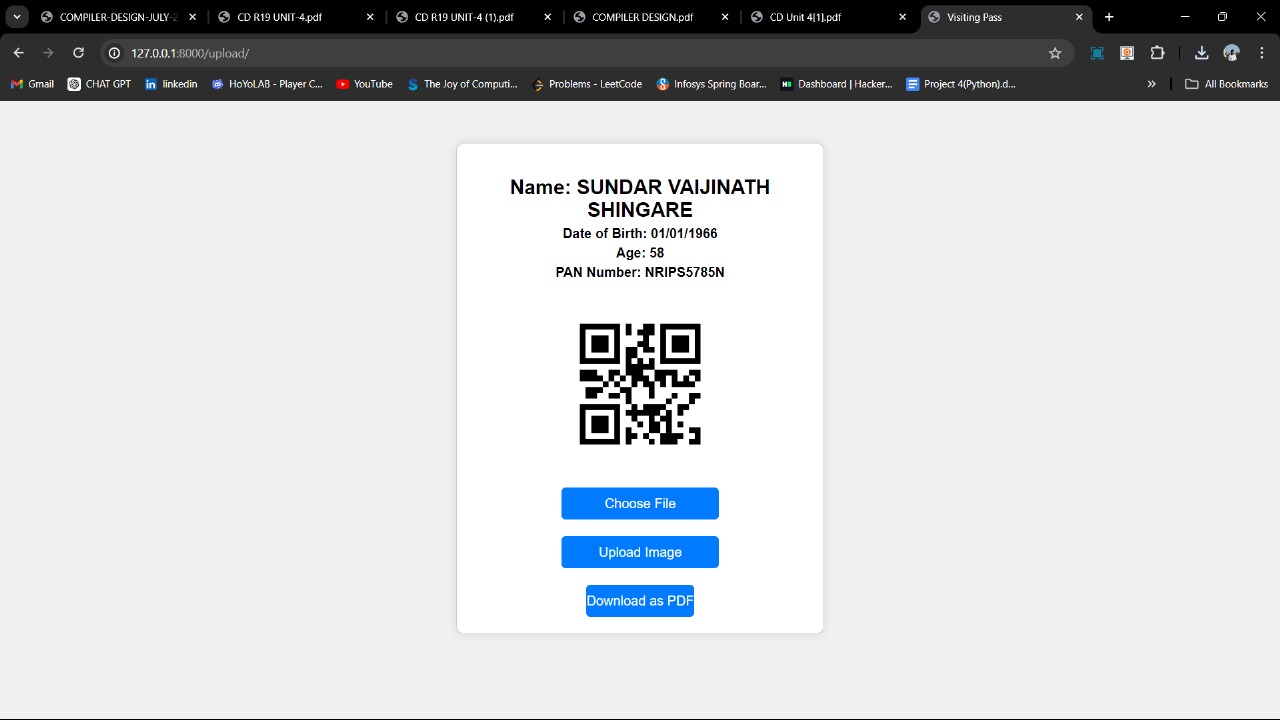 COMPILER-DESIGN-JULY-2
CD R19 UNIT-4.pdf
CD R19 UNIT-4 (1).pdf
COMPILER DESIGN.pdf
CD Unit 4[1].pdf
Visiting Pass
127.0.0.1:8000/upload/
Gmail
CHAT GPT
linkedin
HoYoLAB - Player C...
YouTube
The Joy of Computi...
Problems - LeetCode
Infosys Spring Boar...
Dashboard | Hacker...
Project 4(Python).d...
All Bookmarks
Name: SUNDAR VAIJINATH
SHINGARE
Date of Birth: 01/01/1966
Age: 58
PAN Number: NRIPS5785N
Choose File
Upload Image
Download as PDF